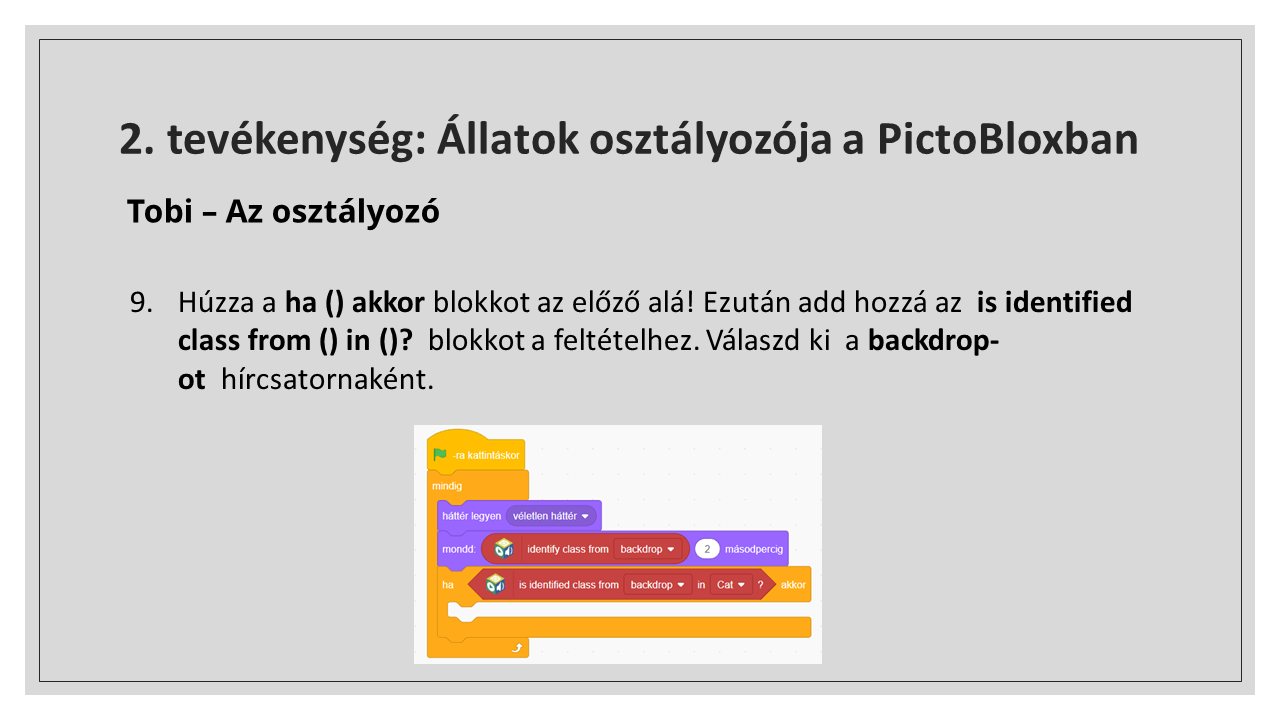 2. tevékenység: Állatok osztályozója a PictoBloxban
Tobi – Az osztályozó
9. Húzza a ha () akkor blokkot az előző alá! Ezután add hozzá az is identified
class from () in ()? blokkot a feltételhez. Válaszd ki a backdrop-
ot hírcsatornaként.
-ra kattintáskor
mindig
háttér legyen véletlen háttér
mondd: identify class from backdrop 2 másodpercig
ha is identified class from backdrop in Cat ? akkor